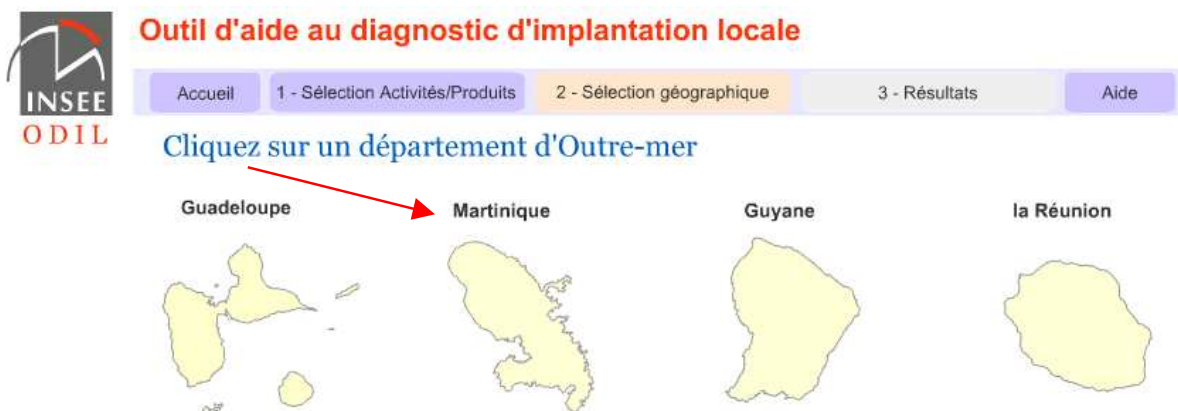 Outil d'aide au diagnostic d'implantation locale
INSEE
ODIL
Accueil
1 - Sélection Activités/Produits
2 - Sélection géographique
3 - Résultats
Aide
Cliquez sur un département d'Outre-mer
Guadeloupe
Martinique
Guyane
la Réunion